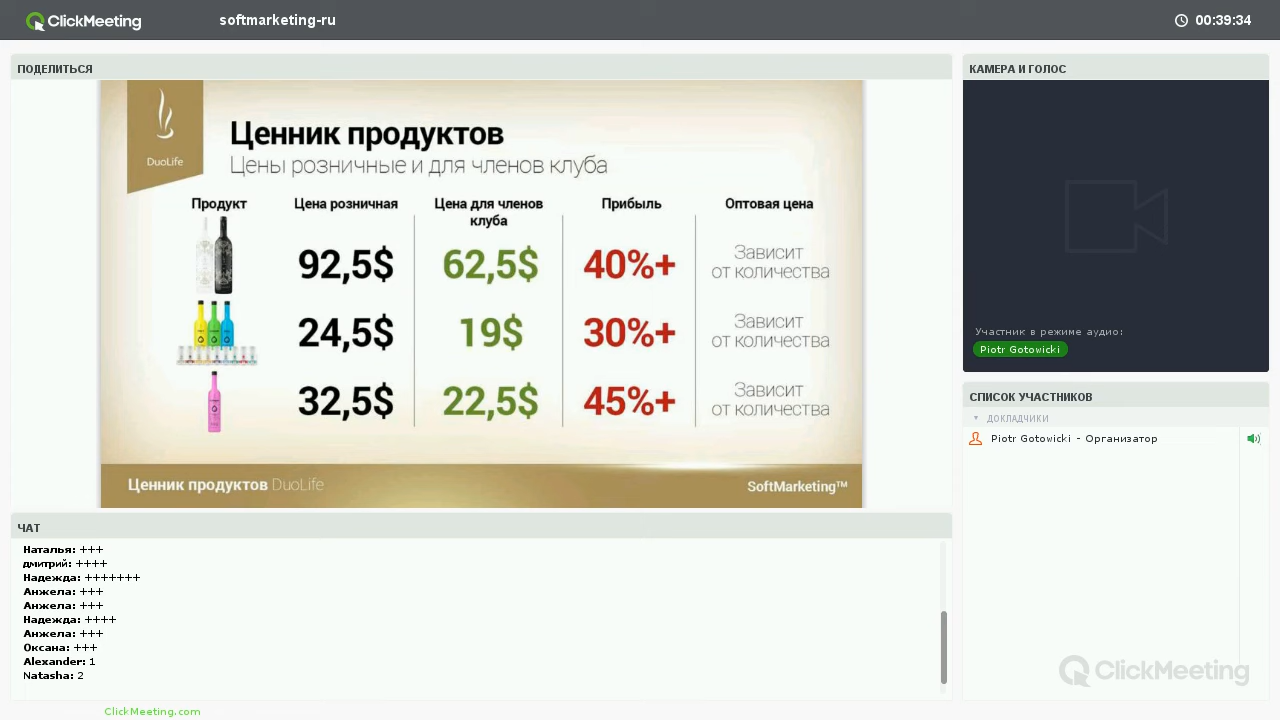 ClickMeeting
softmarketing-ru
00:39:34
ПОДЕЛИТЬСЯ
DuoLife
Ценник продуктов
Цены розничные и для членов клуба
Продукт
Цена розничная
Цена для членов
клуба
Прибыль
Оптовая цена
92,5$
62,5$
40%+
Зависит
от количества
24,5$
19$
30%+
Зависит
от количества
32,5$
22,5$
45%+
Зависит
от количества
Ценник продуктов DuoLife
SoftMarketing™
КАМЕРА И ГОЛОС
Участник в режиме аудио:
Piotr Gotowicki
СПИСОК УЧАСТНИКОВ
ДОКЛАДЧИКИ
Piotr Gotowicki - Организатор
ЧАТ
Наталья: +++
дмитрий: ++++
Надежда: +++++++
Анжела: +++
Анжела: +++
Надежда: ++++
Анжела: +++
Оксана: +++
Alexander: 1
Natasha: 2
ClickMeeting
ClickMeeting.com